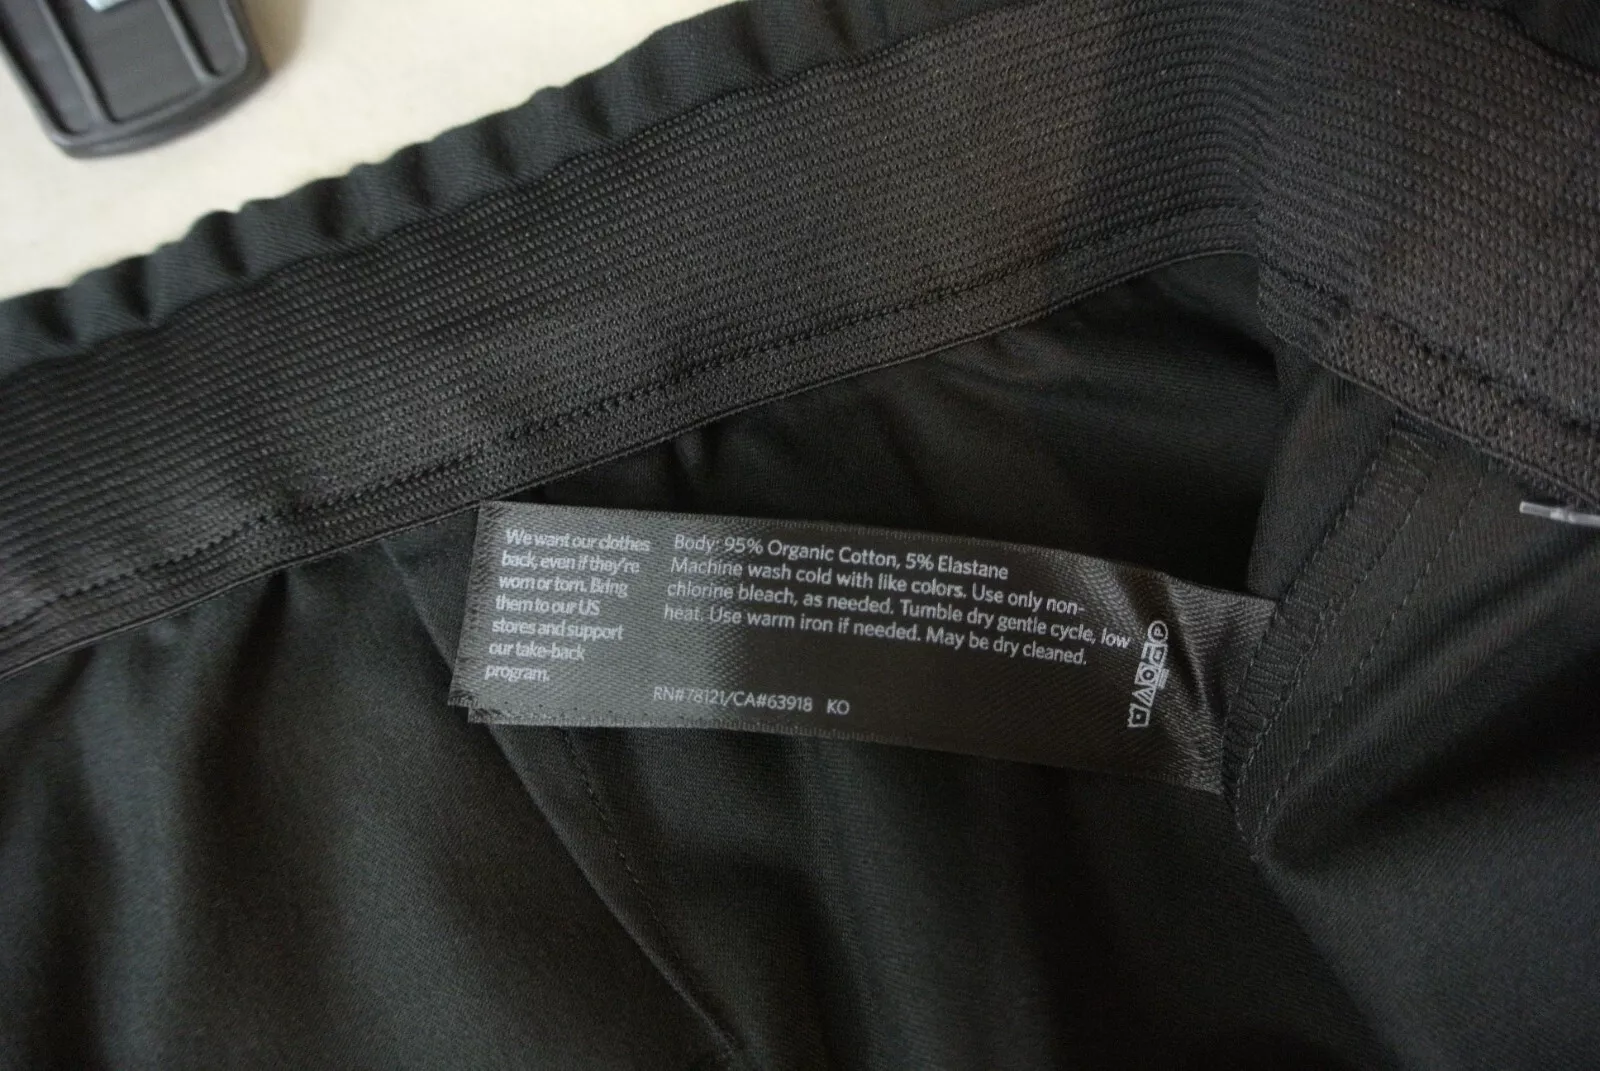 We want our clothes
back, even if they're
worn or torn. Bring
them to our US
stores and support
our take-back
program.
Body: 95% Organic Cotton, 5% Elastane
Machine wash cold with like colors. Use only non-
chlorine bleach, as needed. Tumble dry gentle cycle, low
heat. Use warm iron if needed. May be dry cleaned.
RN#78121/CA#63918 KO
P